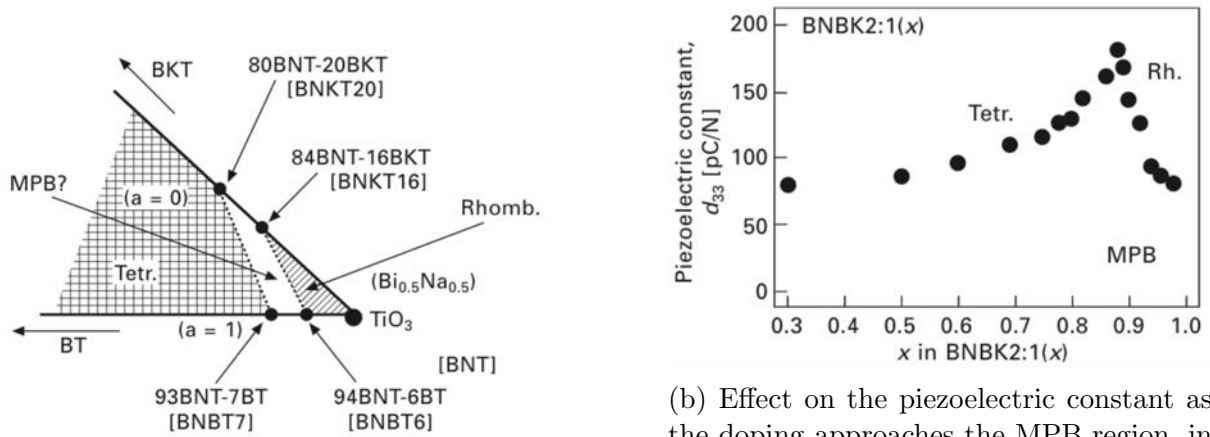 BKT
80BNT-20BKT
[BNKT20]
84BNT-16BKT
[BNKT16]
MPB?
(a = 0)
Rhomb.
Tetr.
(Bi0.5Na0.5)
TiO3
(a = 1)
BT
[BNT]
93BNT-7BT
[BNBT7]
94BNT-6BT
[BNBT6]
BNBK2:1(x)
Piezoelectric constant,
d33 [pC/N]
200
150
100
50
0
Tetr.
Rh.
MPB
0.3 0.4 0.5 0.6 0.7 0.8 0.9 1.0
x in BNBK2:1(x)
(b) Effect on the piezoelectric constant as
the doping approaches the MPB region, in